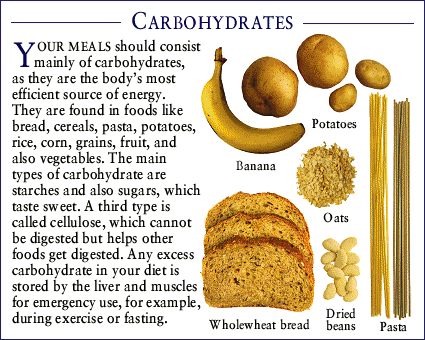 CARBOHYDRATES
YOUR MEALS should consist
mainly of carbohydrates,
as they are the body's most
efficient source of energy.
They are found in foods like
bread, cereals, pasta, potatoes,
rice, corn, grains, fruit, and
also vegetables. The main
types of carbohydrate are
starches and also sugars, which
taste sweet. A third type is
called cellulose, which cannot
be digested but helps other
foods get digested. Any excess
carbohydrate in your diet is
stored by the liver and muscles
for emergency use, for example,
during exercise or fasting.
Potatoes
Banana
Oats
Wholewheat bread
Dried
beans
Pasta